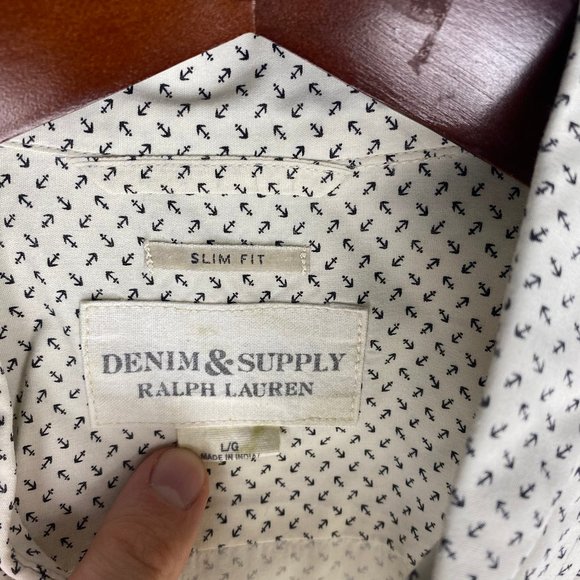 SLIM FIT
DENIM & SUPPLY
RALPH LAUREN
L/G
MADE IN INDIA